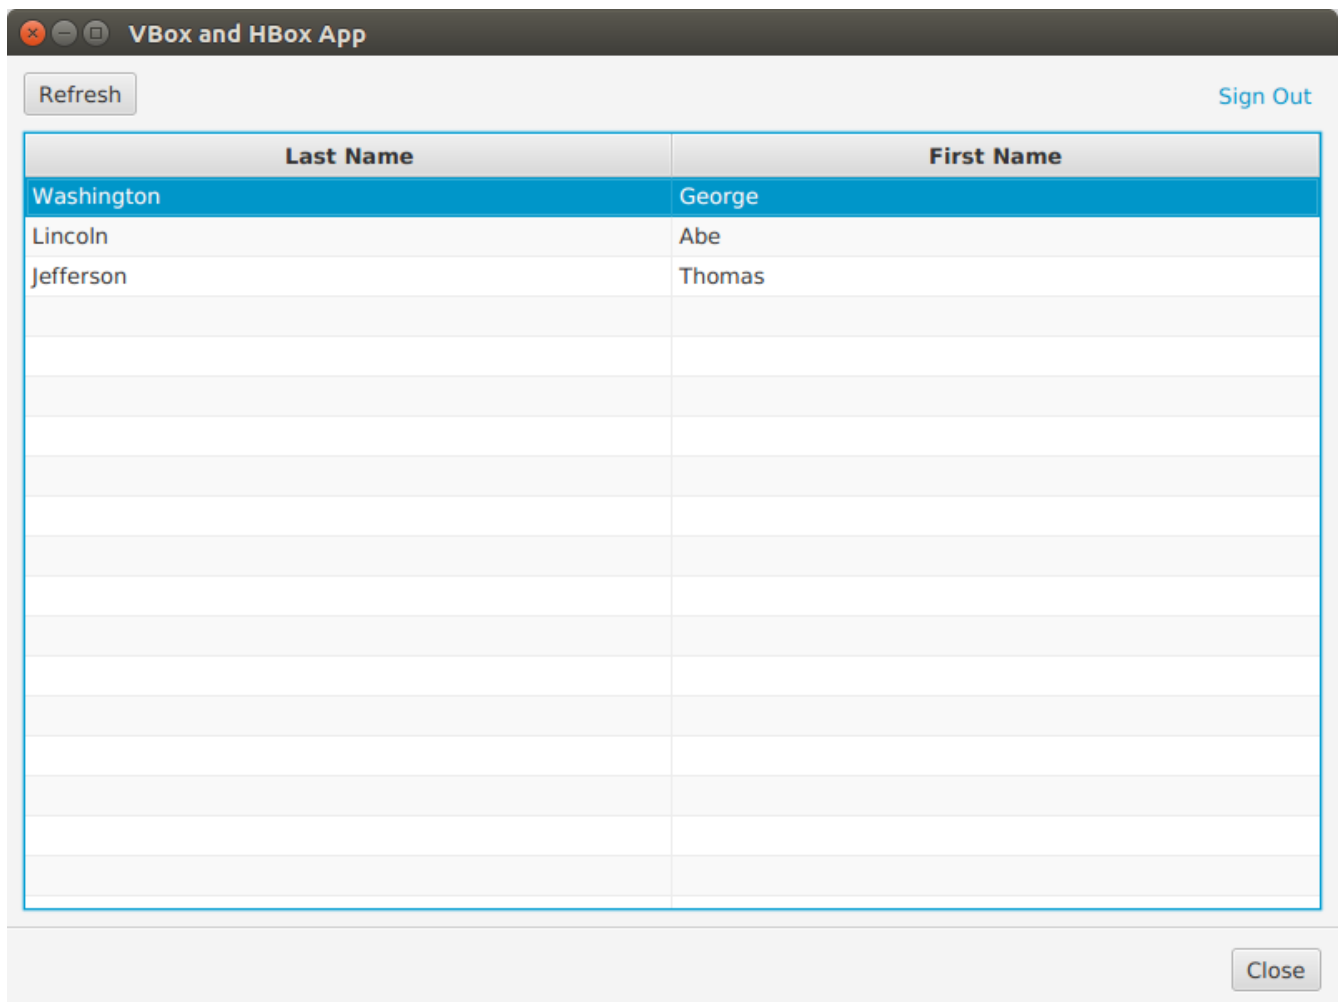 VBox and HBox App
Refresh Sign Out
Last Name First Name
Washington George
Lincoln Abe
Jefferson Thomas
Close